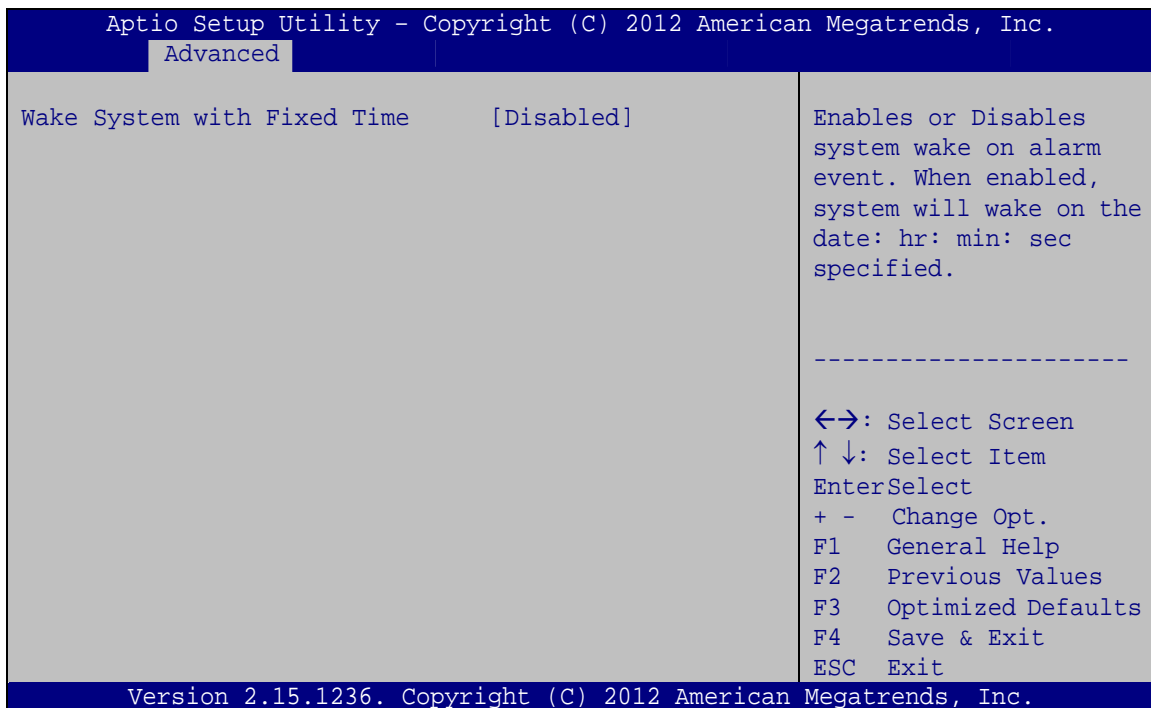 Aptio Setup Utility – Copyright (C) 2012 American Megatrends, Inc.
Advanced
Wake System with Fixed Time [Disabled]
Enables or Disables
system wake on alarm
event. When enabled,
system will wake on the
date: hr: min: sec
specified.
----------------------
←→: Select Screen
↑ ↓: Select Item
EnterSelect
+ - Change Opt.
F1 General Help
F2 Previous Values
F3 Optimized Defaults
F4 Save & Exit
ESC Exit
Version 2.15.1236. Copyright (C) 2012 American Megatrends, Inc.